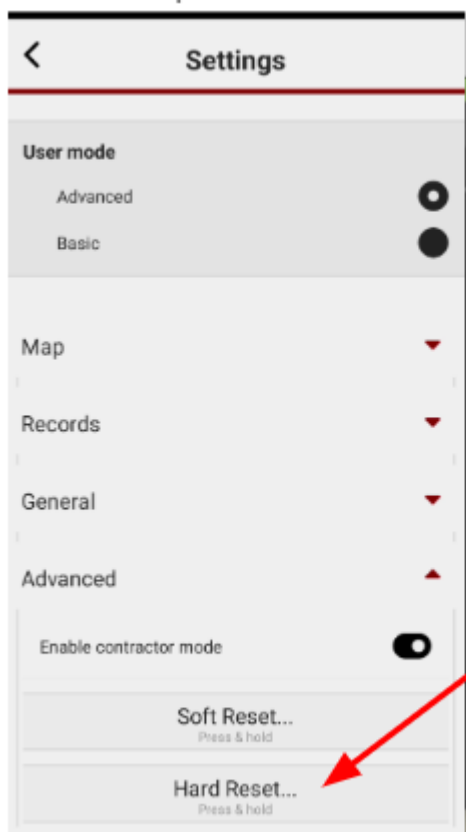 Settings
User mode
Advanced
Basic
Map
Records
General
Advanced
Enable contractor mode
Soft Reset...
Press & hold
Hard Reset...
Press & hold